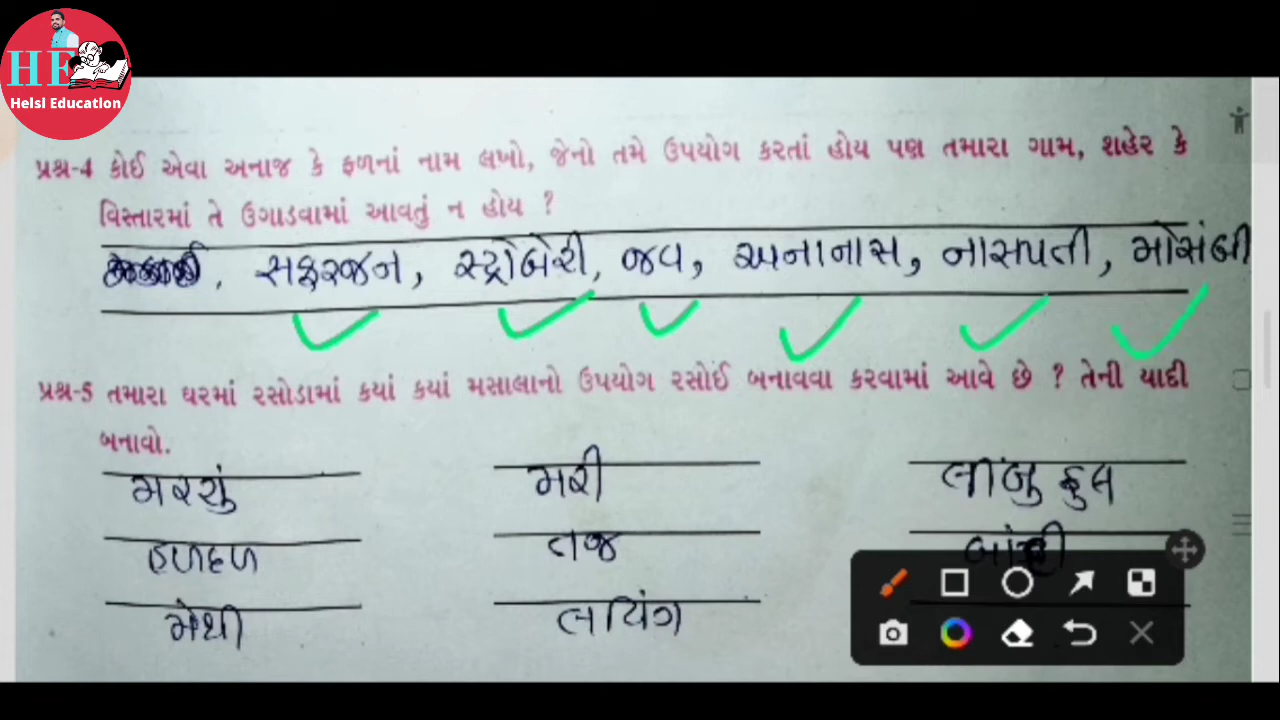 HE
HelsI Education
પ્રશ્ન-4 કોઈ એવા અનાજ કે ફળનાં નામ લખો, જેનો તમે ઉપયોગ કરતાં હોય પણ તમારા ગામ, શહેર કે
વિસ્તારમાં તે ઉગાડવામાં આવતું ન હોય ?
, સફરજન, સ્ટ્રોબેરી, જવ, અનાનાસ, નાસપતી, મોસંબી
પ્રશ્ન-5 તમારા ઘરમાં રસોડામાં કયાં કયાં મસાલાનો ઉપયોગ રસોઈ બનાવવા કરવામાં આવે છે ? તેની યાદી
બનાવો.
મરચું મરી લીંબુ ફુલ
હળદળ તજ
મેથી લવિંગ